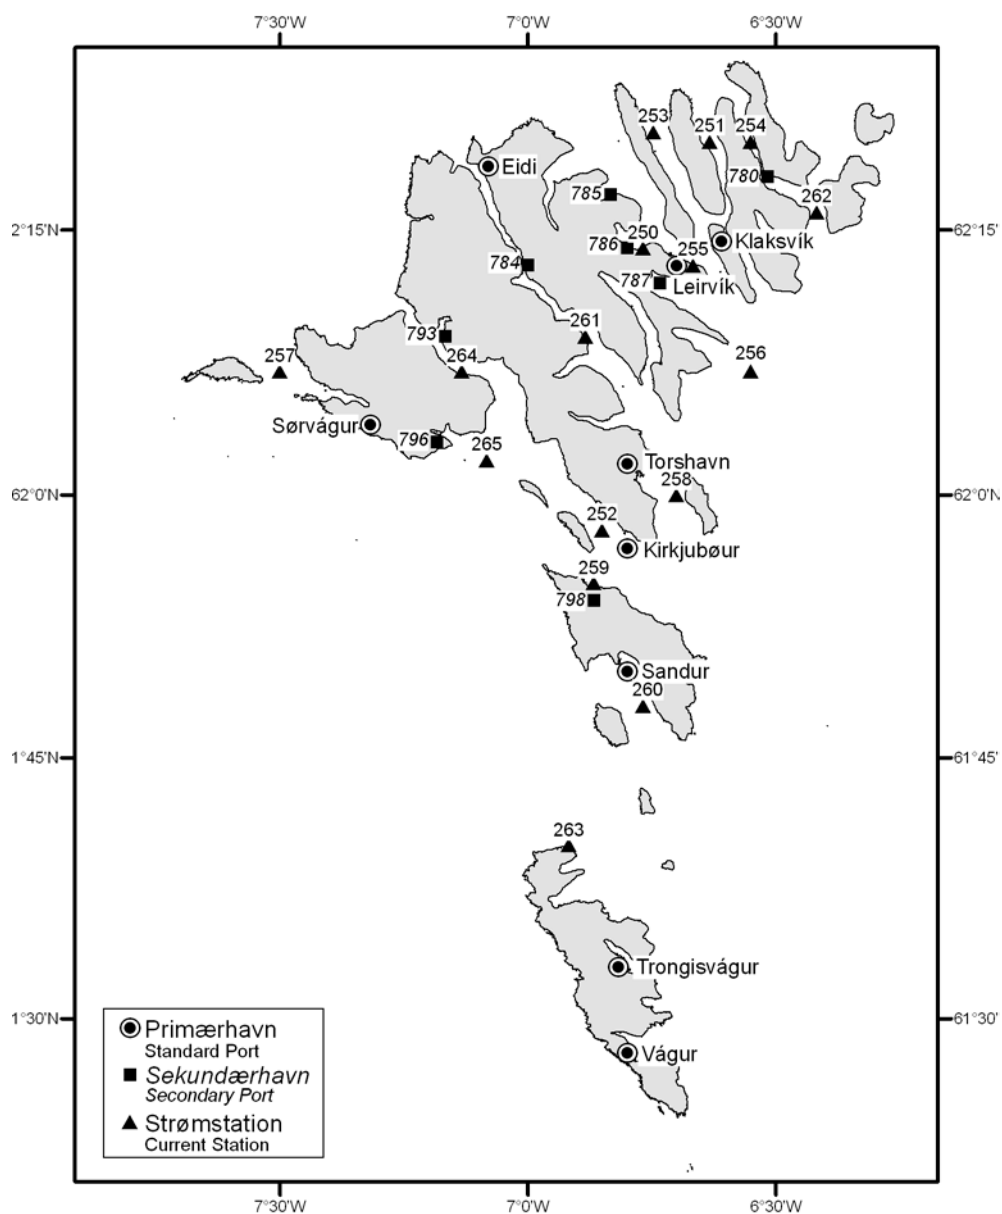 7°30'W 7°0'W 6°30'W
253 251 254
Eidi
780
785
262
2°15'N 62°15'N
786 250
Klaksvík
255
784
787 Leirvík
261
793
257 264 256
Sørvágur
796 265
Torshavn
258
62°0'N 62°0'N
252
Kirkjubøur
259
798
Sandur
260
1°45'N 61°45'
263
Trongisvágur
1°30'N 61°30'
Primærhavn
Standard Port
Vágur
Sekundærhavn
Secondary Port
Strømstation
Current Station
7°30'W 7°0'W 6°30'W